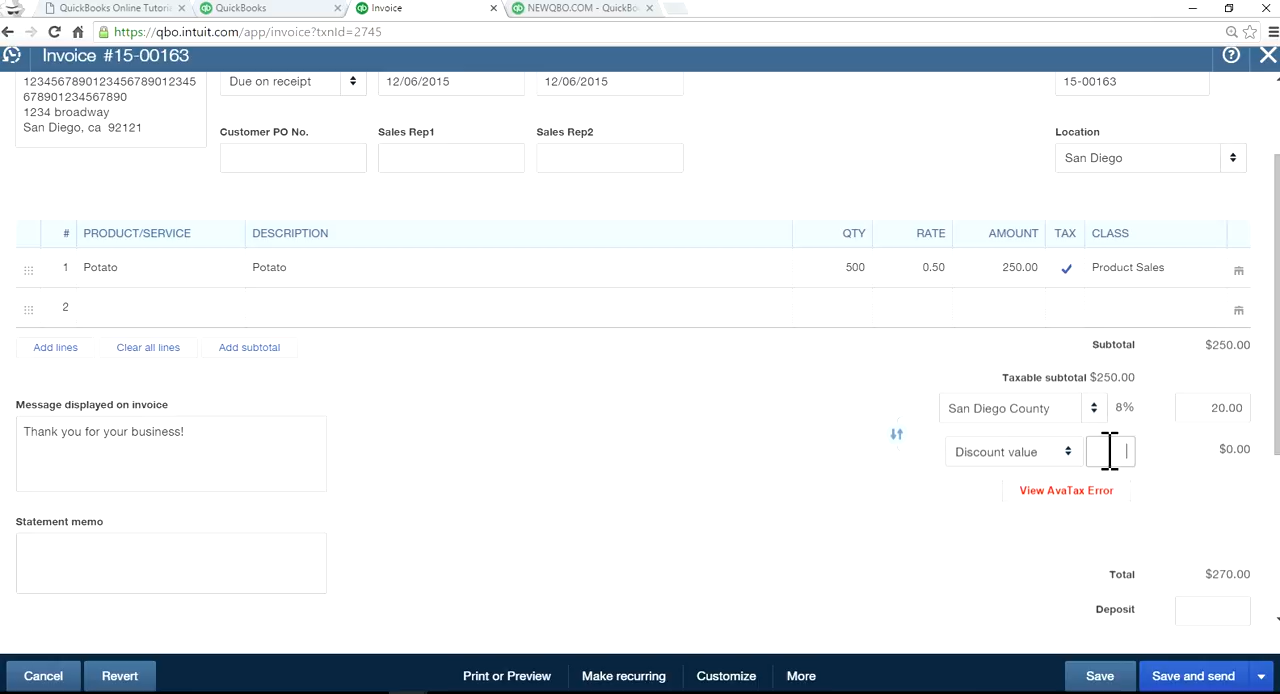 QuickBooks Online Tutori
QuickBooks
Invoice
NEWQBO.COM - QuickBo
https://qbo.intuit.com/app/invoice?txnId=2745
Invoice #15-00163
1234567890123456789012345
678901234567890
1234 broadway
San Diego, ca 92121
Due on receipt
12/06/2015
12/06/2015
15-00163
Customer PO No.
Sales Rep1
Sales Rep2
Location
San Diego
# PRODUCT/SERVICE DESCRIPTION QTY RATE AMOUNT TAX CLASS
1 Potato Potato 500 0.50 250.00 Product Sales
2
Add lines
Clear all lines
Add subtotal
Subtotal $250.00
Taxable subtotal $250.00
Message displayed on invoice
Thank you for your business!
San Diego County 8% 20.00
Discount value $0.00
View AvaTax Error
Statement memo
Total $270.00
Deposit
Cancel
Revert
Print or Preview
Make recurring
Customize
More
Save
Save and send